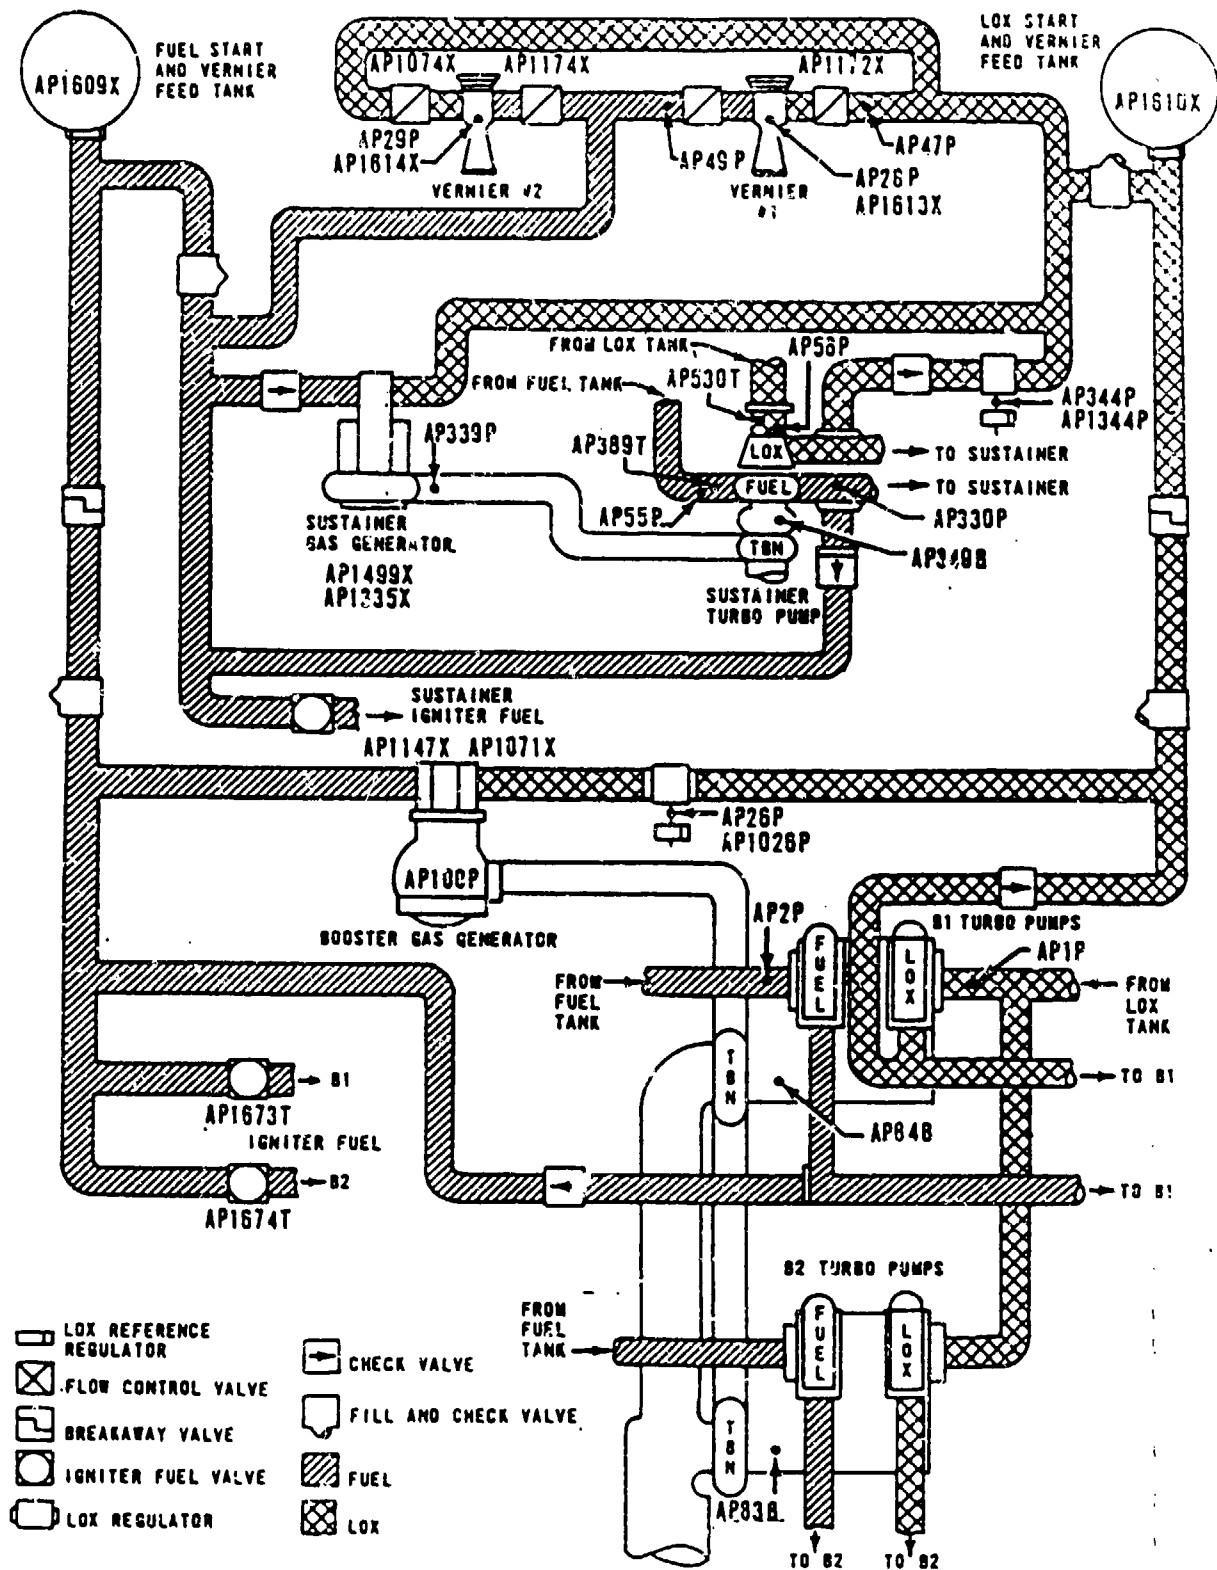 AP1609X
FUEL START
AND VERNIER
FEED TANK
LOX START
AND VERNIER
FEED TANK
AP1610X
AP1074X
AP1174X
AP1172X
AP29P
AP1614X
VERNIER #2
AP49P
VERNIER
#1
AP47P
AP26P
AP1613X
FROM LOX TANK
AP56P
FROM FUEL TANK
AP530T
AP344P
AP1344P
AP339P
AP389T
LOX
TO SUSTAINER
FUEL
TO SUSTAINER
AP55P
AP330P
SUSTAINER
GAS GENERATOR
TBN
AP349B
AP1499X
AP1335X
SUSTAINER
TURBO PUMP
SUSTAINER
IGNITER FUEL
AP1147X
AP1071X
AP26P
AP1026P
AP100P
BOOSTER GAS GENERATOR
AP2P
B1 TURBO PUMPS
AP1P
FUEL
LOX
FROM
FUEL
TANK
FROM
LOX
TANK
TBN
B1
AP1673T
IGNITER FUEL
TO B1
AP84B
B2
AP1674T
TO B1
B2 TURBO PUMPS
FROM
FUEL
TANK
FUEL
LOX
TBN
AP83B
TO B2
TO B2
LOX REFERENCE
REGULATOR
FLOW CONTROL VALVE
BREAKAWAY VALVE
IGNITER FUEL VALVE
LOX REGULATOR
CHECK VALVE
FILL AND CHECK VALVE
FUEL
LOX